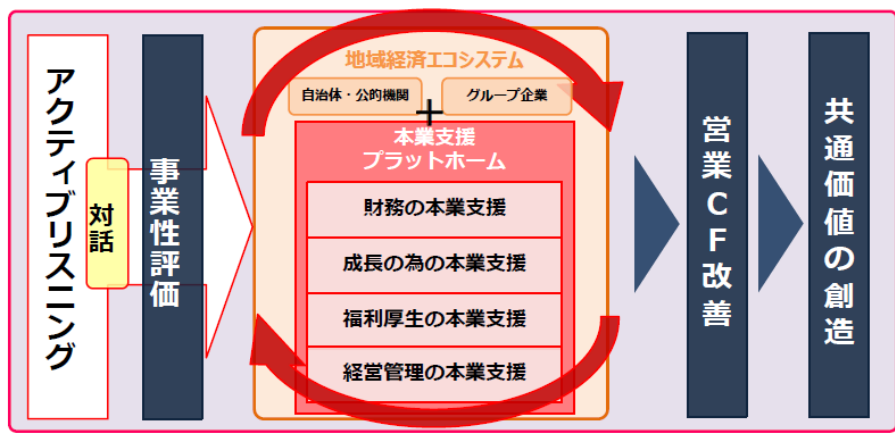 アクティブリスニング
対話
事業性評価
地域経済エコシステム
自治体・公的機関
グループ企業
+
本業支援
プラットホーム
財務の本業支援
成長の為の本業支援
福利厚生の本業支援
経営管理の本業支援
営業CF改善
共通価値の創造